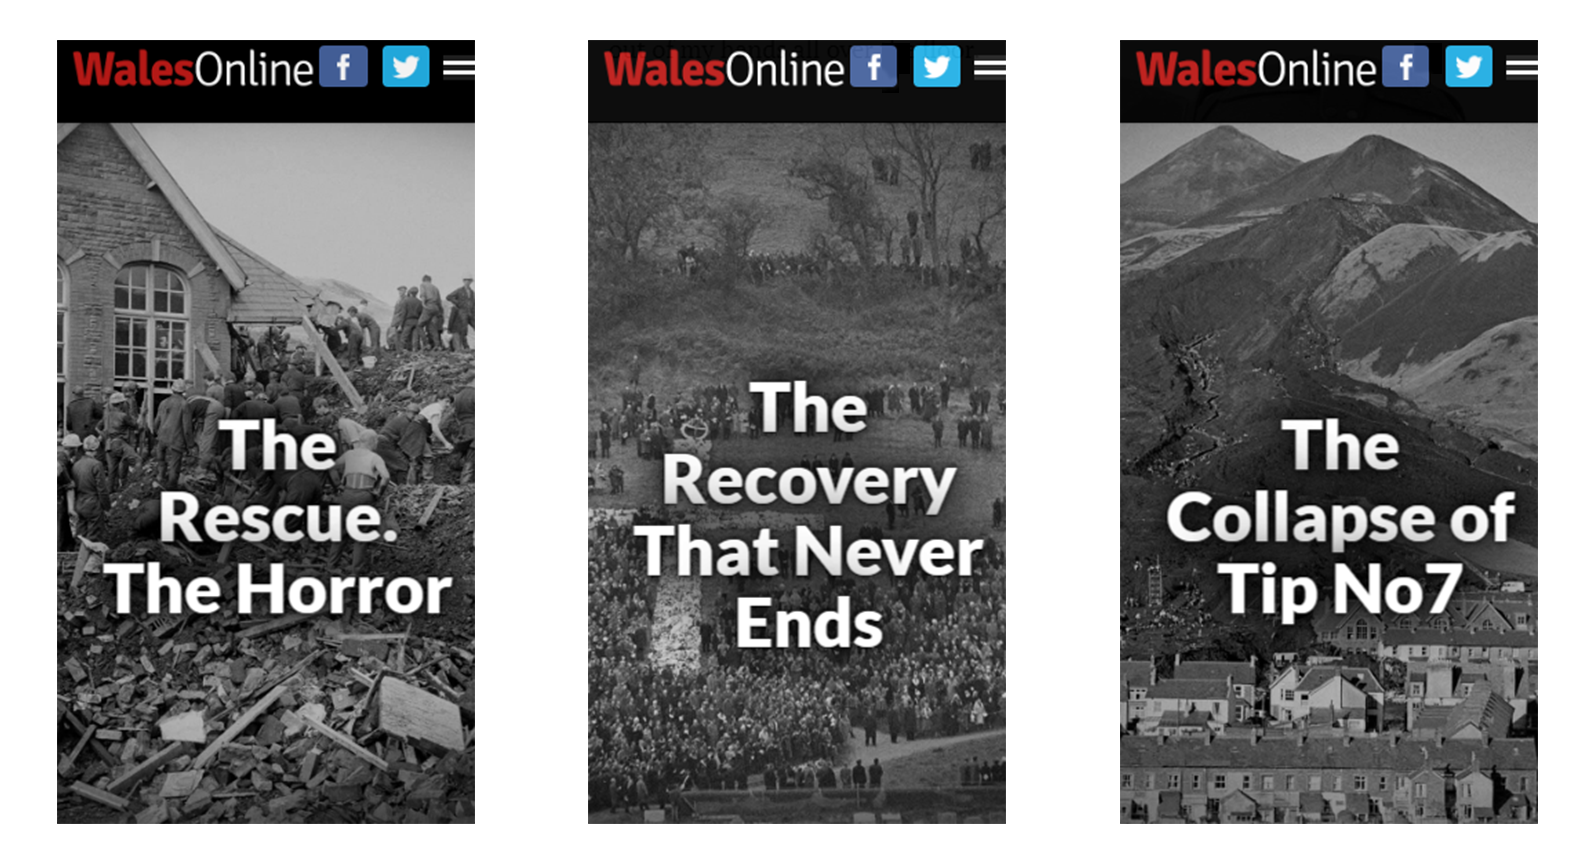 WalesOnline
The
Rescue.
The Horror
WalesOnline
The
Recovery
That Never
Ends
WalesOnline
The
Collapse of
Tip No7